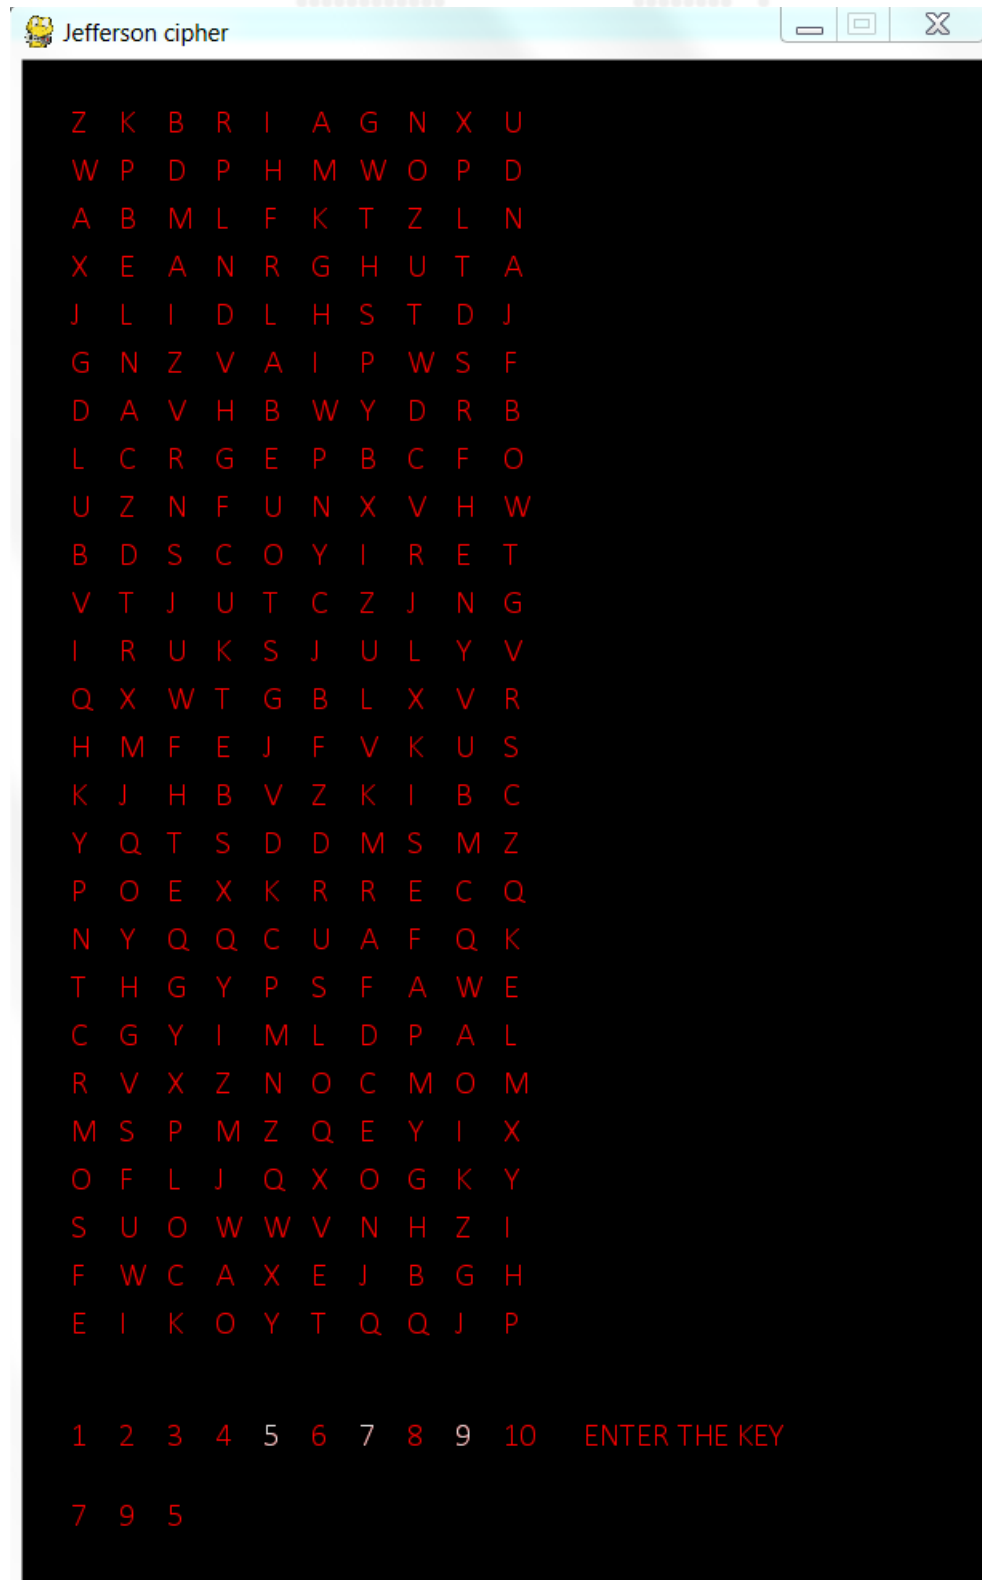 Jefferson cipher
Z K B R I A G N X U
W P D P H M W O P D
A B M L F K T Z L N
X E A N R G H U T A
J L I D L H S T D J
G N Z V A I P W S F
D A V H B W Y D R B
L C R G E P B C F O
U Z N F U N X V H W
B D S C O Y I R E T
V T J U T C Z J N G
I R U K S J U L Y V
Q X W T G B L X V R
H M F E J F V K U S
K J H B V Z K I B C
Y Q T S D D M S M Z
P O E X K R R E C Q
N Y Q Q C U A F Q K
T H G Y P S F A W E
C G Y I M L D P A L
R V X Z N O C M O M
M S P M Z Q E Y I X
O F L J Q X O G K Y
S U O W W V N H Z I
F W C A X E J B G H
E I K O Y T Q Q J P
1 2 3 4 5 6 7 8 9 10 ENTER THE KEY
7 9 5